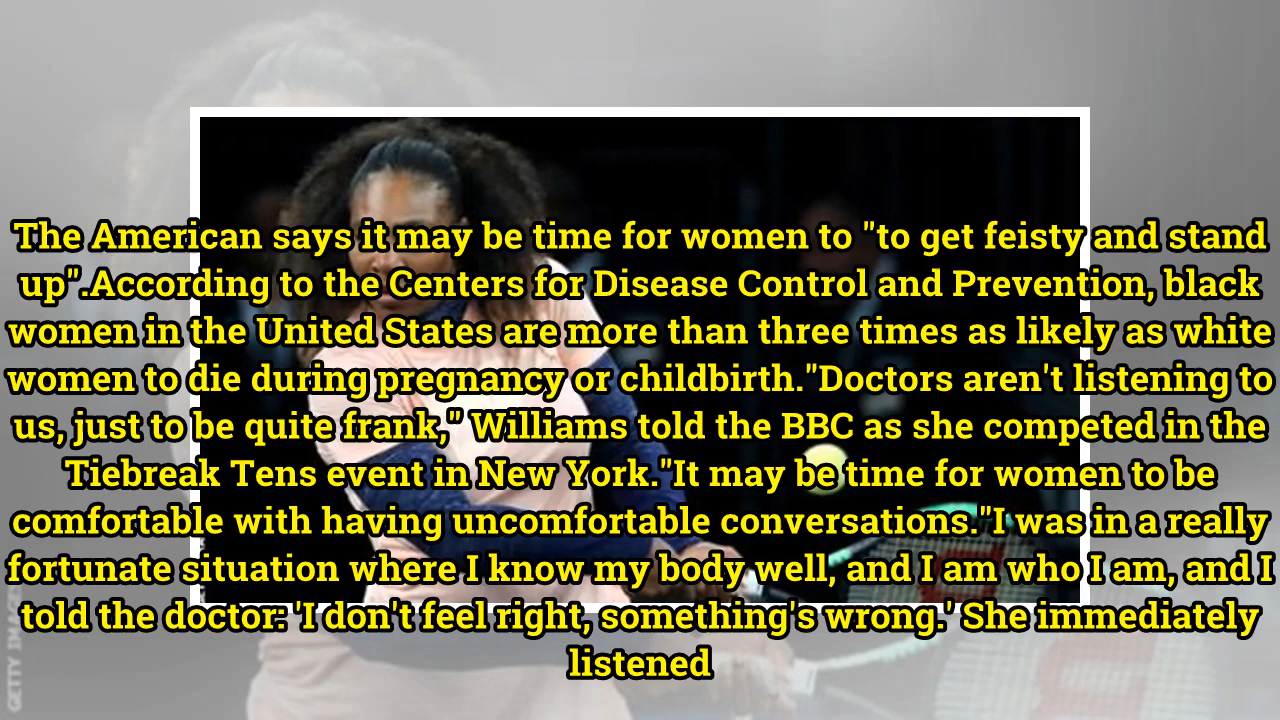 The American says it may be time for women to "to get feisty and stand
up".According to the Centers for Disease Control and Prevention, black
women in the United States are more than three times as likely as white
women to die during pregnancy or childbirth."Doctors aren't listening to
us, just to be quite frank," Williams told the BBC as she competed in the
Tiebreak Tens event in New York."It may be time for women to be
comfortable with having uncomfortable conversations."I was in a really
fortunate situation where I know my body well, and I am who I am, and I
told the doctor: 'I don't feel right, something's wrong.' She immediately
listened
GETTY IMAGES